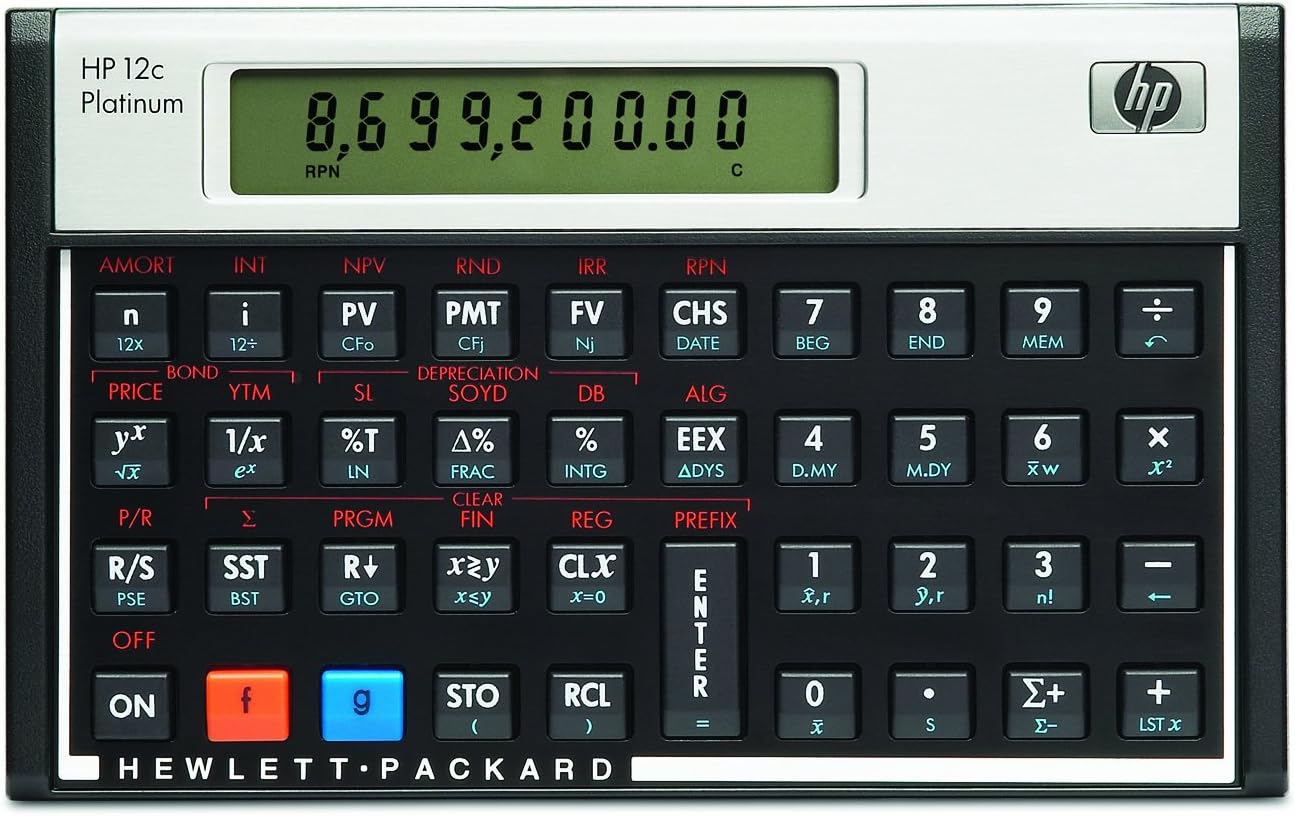 HP 12c
Platinum
8,699,200.00
RPN C
hp
AMORT INT NPV RND IRR RPN
n i PV PMT FV CHS 7 8 9 ÷
12x 12÷ CFo CFj Nj DATE BEG END MEM ↶
BOND DEPRECIATION
PRICE YTM SL SOYD DB ALG
yˣ 1/x %T Δ% % EEX 4 5 6 ×
√x eˣ LN FRAC INTG ΔDYS D.MY M.DY x̄w x²
CLEAR
P/R Σ PRGM FIN REG PREFIX
R/S SST R↓ x≷y CLx ENTER 1 2 3 −
PSE BST GTO x≤y x=0 = x̂,r ŷ,r n! ←
OFF
ON f g STO RCL 0 • Σ+ +
( ) x̄ S Σ− LST x
HEWLETT·PACKARD